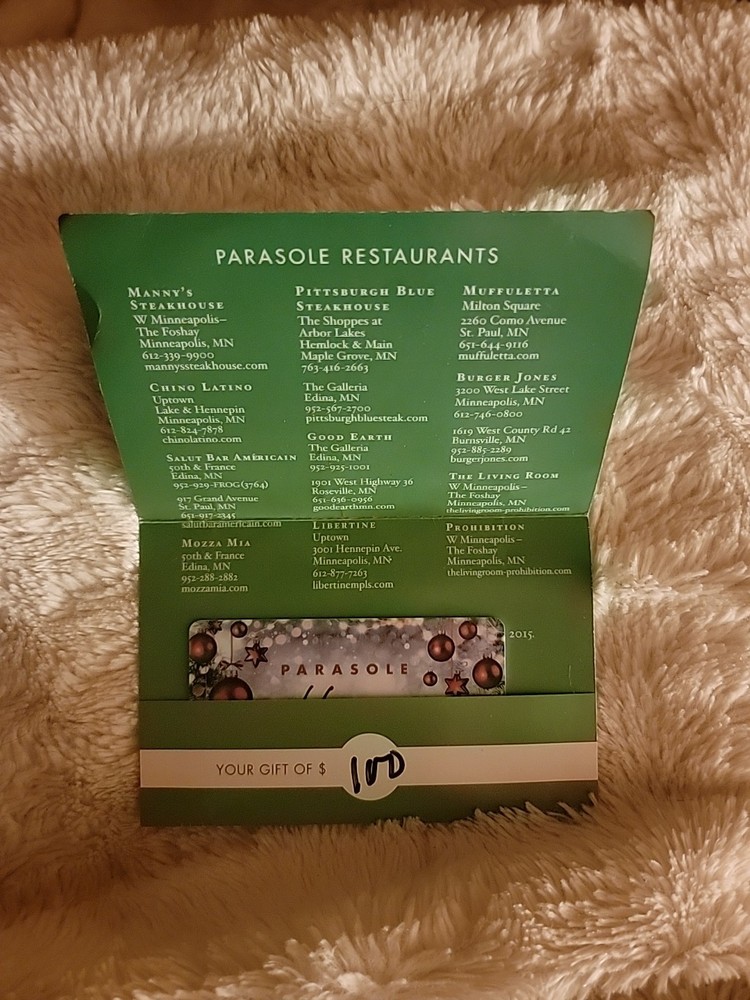 PARASOLE RESTAURANTS
MANNY'S
STEAKHOUSE
W Minneapolis–
The Foshay
Minneapolis, MN
612-339-9900
mannyssteakhouse.com
CHINO LATINO
Uptown
Lake & Hennepin
Minneapolis, MN
612-824-7878
chinolatino.com
SALUT BAR AMÉRICAIN
50th & France
Edina, MN
952-929-FROG(3764)
917 Grand Avenue
St. Paul, MN
651-917-2345
salutbaramericain.com
MOZZA MIA
50th & France
Edina, MN
952-288-2882
mozzamia.com
PITTSBURGH BLUE
STEAKHOUSE
The Shoppes at
Arbor Lakes
Hemlock & Main
Maple Grove, MN
763-416-2663
The Galleria
Edina, MN
952-567-2700
pittsburghbluesteak.com
GOOD EARTH
The Galleria
Edina, MN
952-925-1001
1901 West Highway 36
Roseville, MN
651-636-0956
goodearthmn.com
LIBERTINE
Uptown
3001 Hennepin Ave.
Minneapolis, MN
612-877-7263
libertinempls.com
MUFFULETTA
Milton Square
2260 Como Avenue
St. Paul, MN
651-644-9116
muffuletta.com
BURGER JONES
3200 West Lake Street
Minneapolis, MN
612-746-0800
1619 West County Rd 42
Burnsville, MN
952-885-2289
burgerjones.com
THE LIVING ROOM
W Minneapolis –
The Foshay
Minneapolis, MN
thelivingroom-prohibition.com
PROHIBITION
W Minneapolis –
The Foshay
Minneapolis, MN
thelivingroom-prohibition.com
2015.
PARASOLE
YOUR GIFT OF $ 100